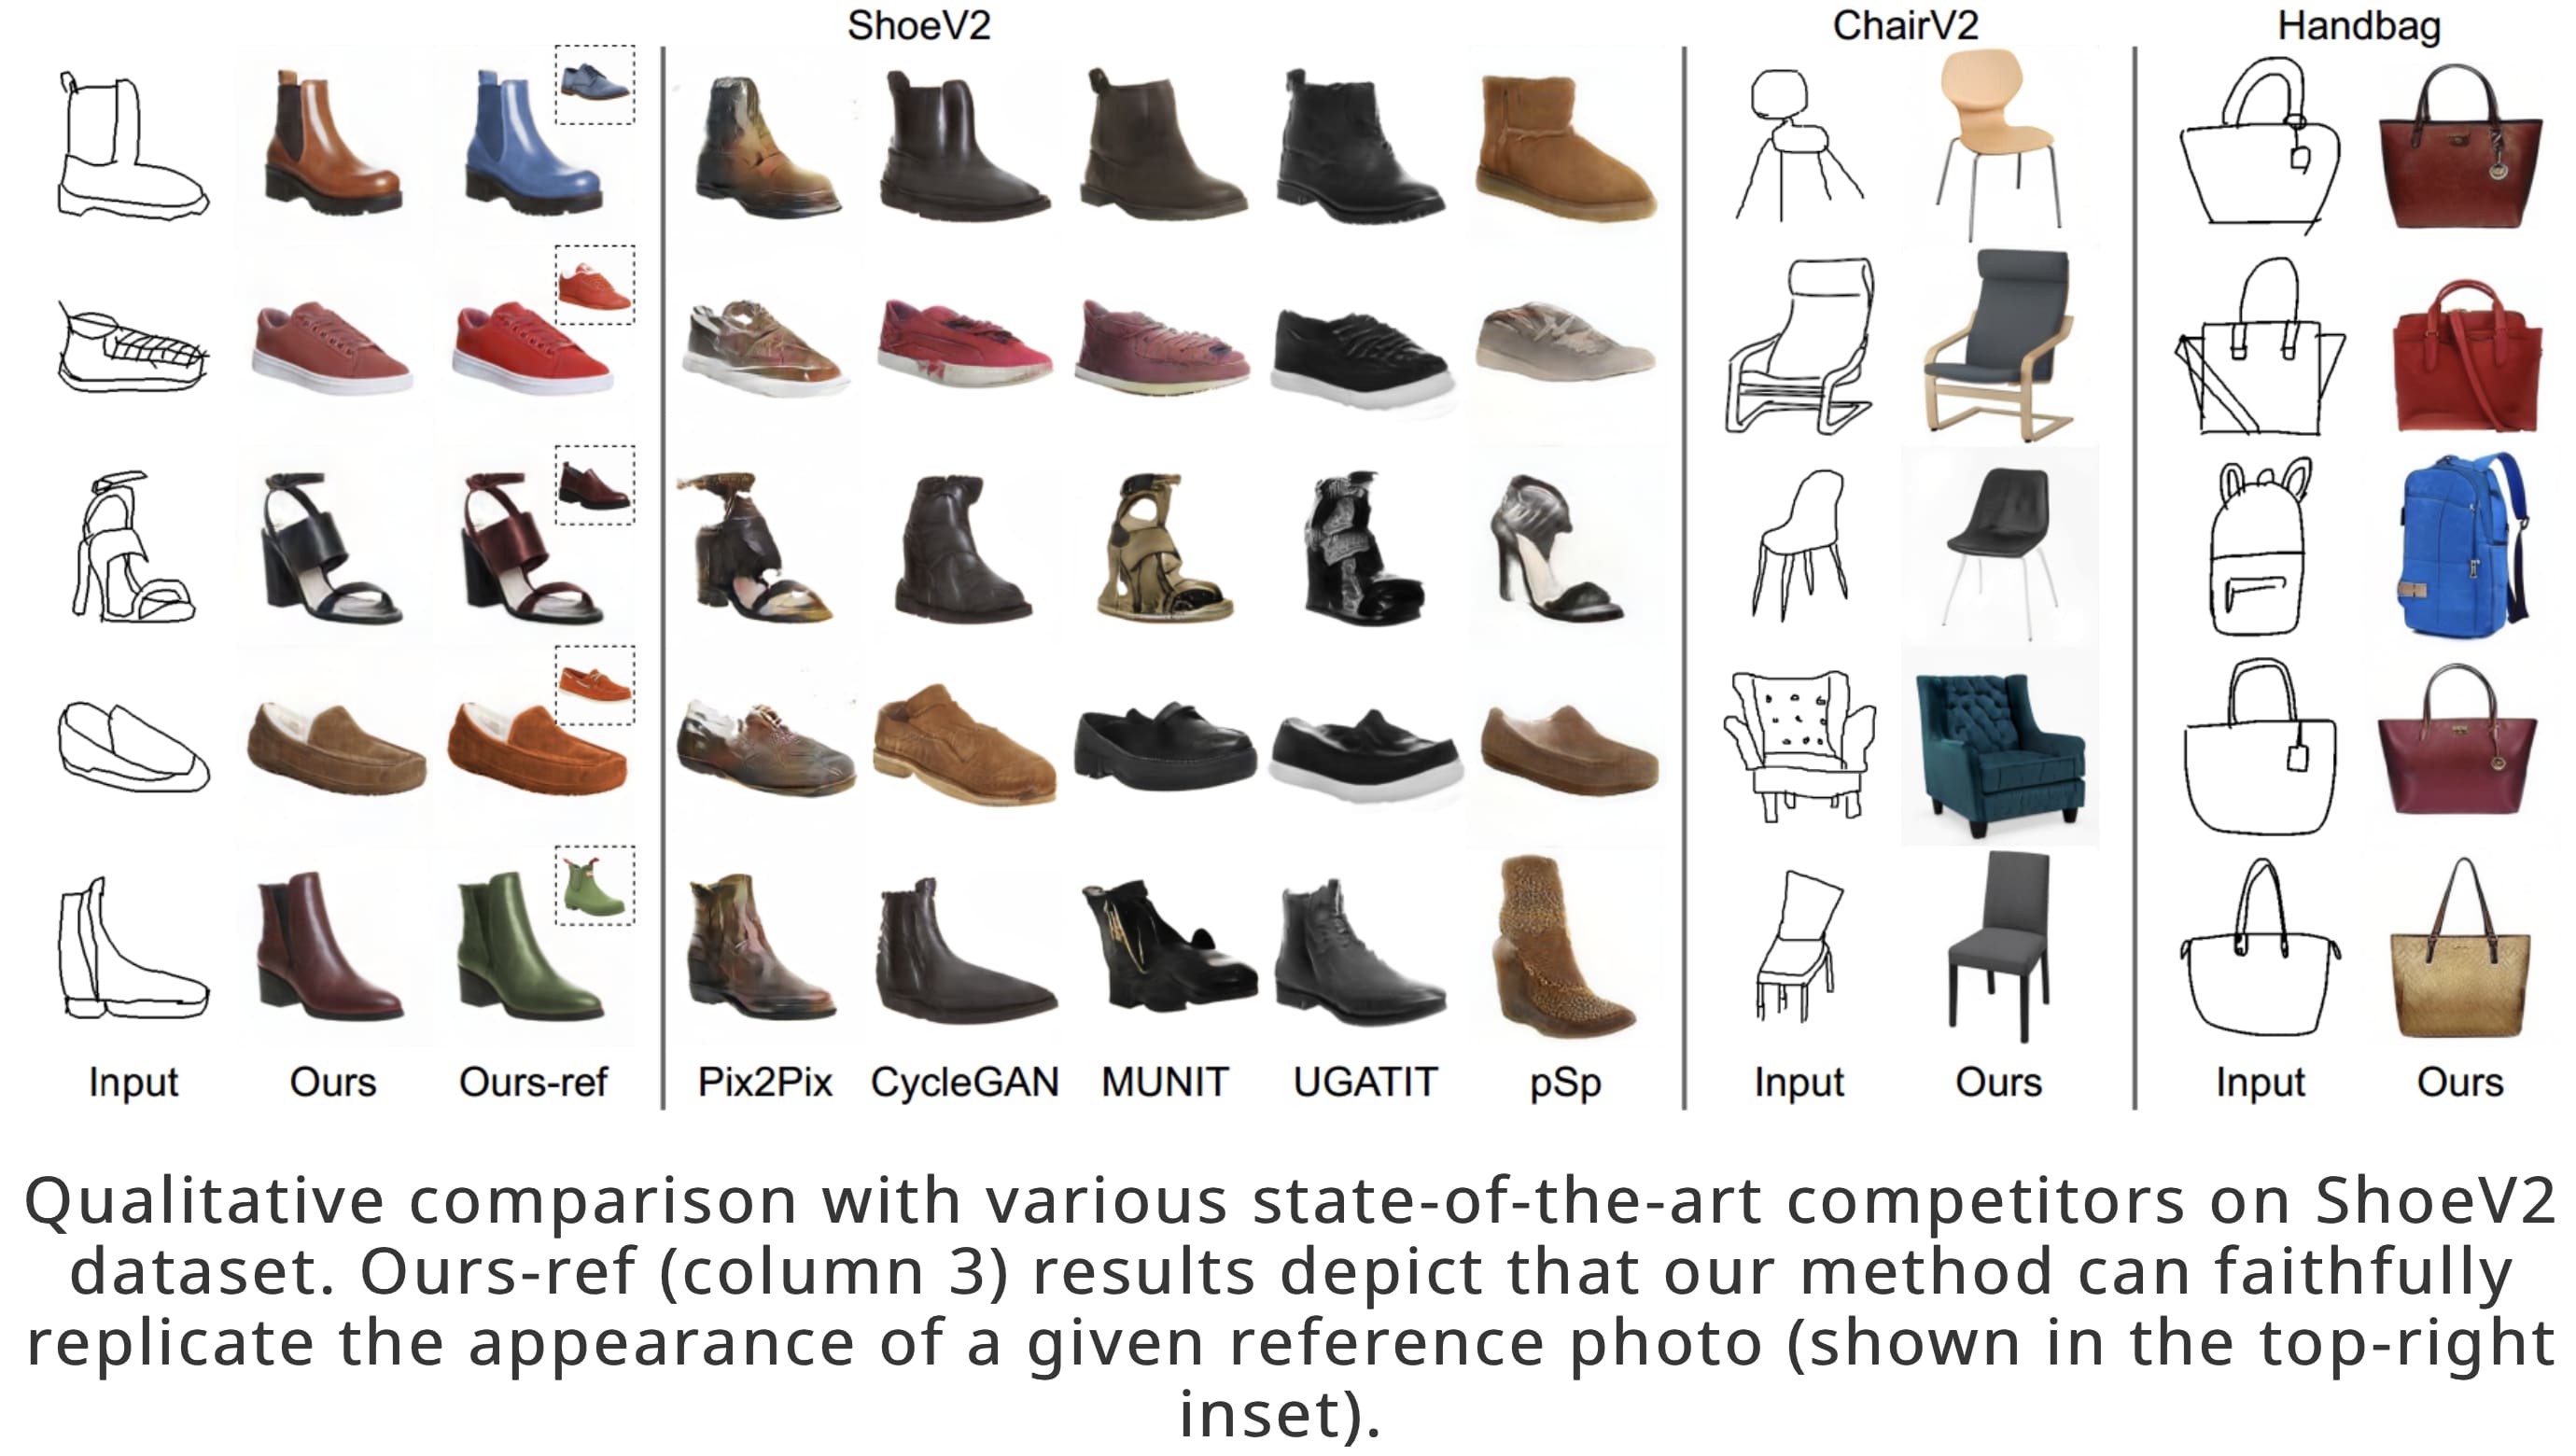 ShoeV2 ChairV2 Handbag
Input Ours Ours-ref Pix2Pix CycleGAN MUNIT UGATIT pSp Input Ours Input Ours
Qualitative comparison with various state-of-the-art competitors on ShoeV2
dataset. Ours-ref (column 3) results depict that our method can faithfully
replicate the appearance of a given reference photo (shown in the top-right
inset).